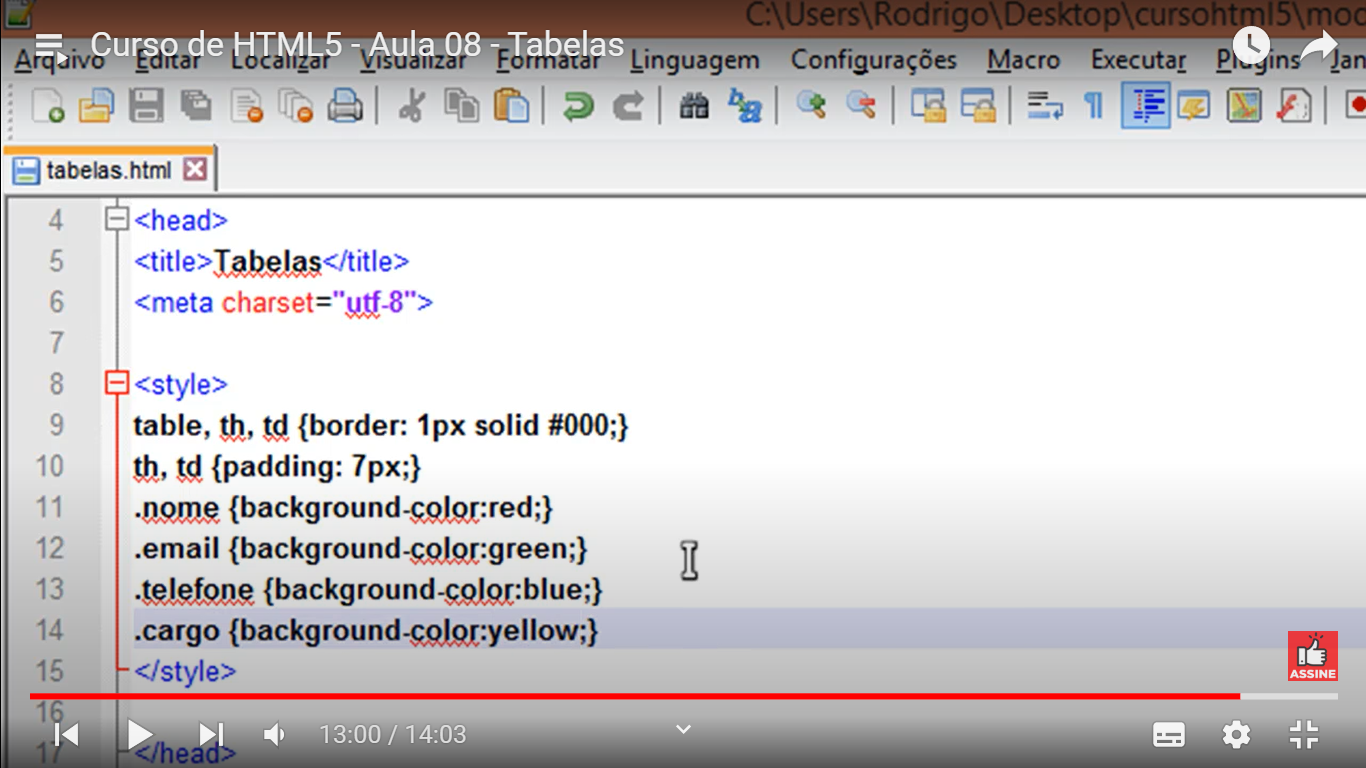 C:\Users\Rodrigo\Desktop\cursohtml5\mod
Curso de HTML5 - Aula 08 - Tabelas
Arquivo Editar Localizar Visualizar Formatar Linguagem Configurações Macro Executar Plugins Jan
tabelas.html
4 <head>
5 <title>Tabelas</title>
6 <meta charset="utf-8">
7
8 <style>
9 table, th, td {border: 1px solid #000;}
10 th, td {padding: 7px;}
11 .nome {background-color:red;}
12 .email {background-color:green;}
13 .telefone {background-color:blue;}
14 .cargo {background-color:yellow;}
15 </style>
ASSINE
16
13:00 / 14:03
17 </head>